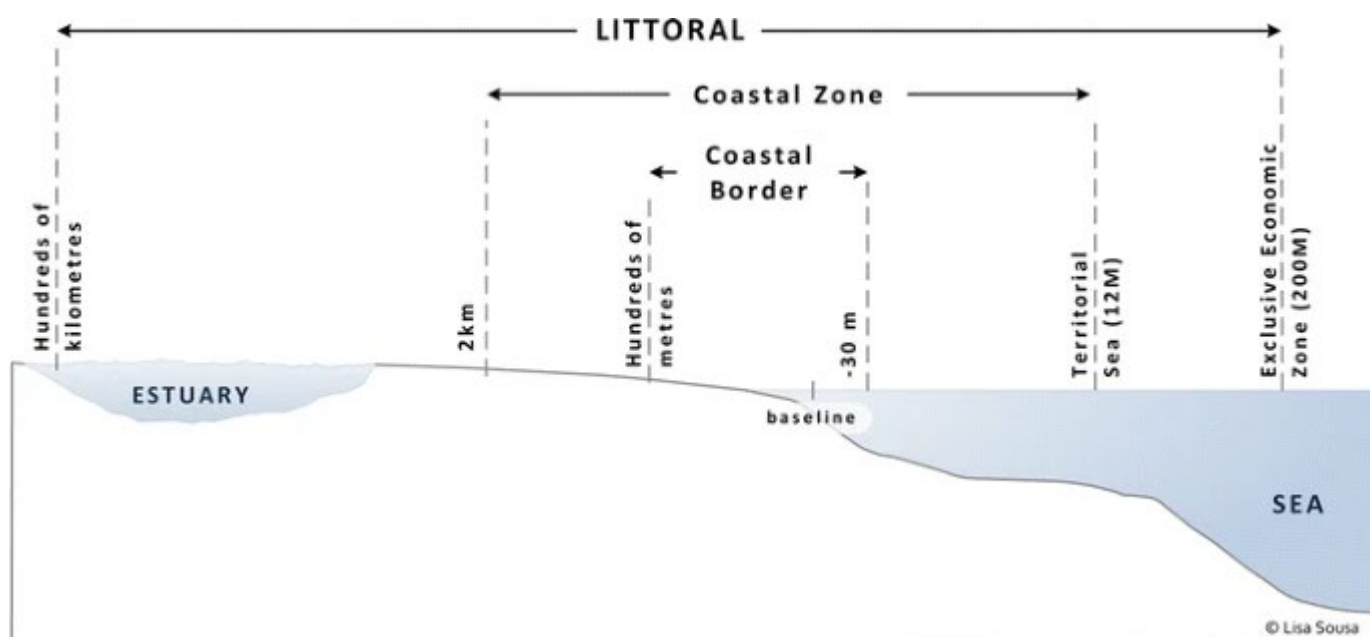 LITTORAL
Coastal Zone
Coastal
Border
Hundreds of
kilometres
2km
Hundreds of
metres
-30 m
Territorial
Sea (12M)
Exclusive Economic
Zone (200M)
ESTUARY
baseline
SEA
© Lisa Sousa